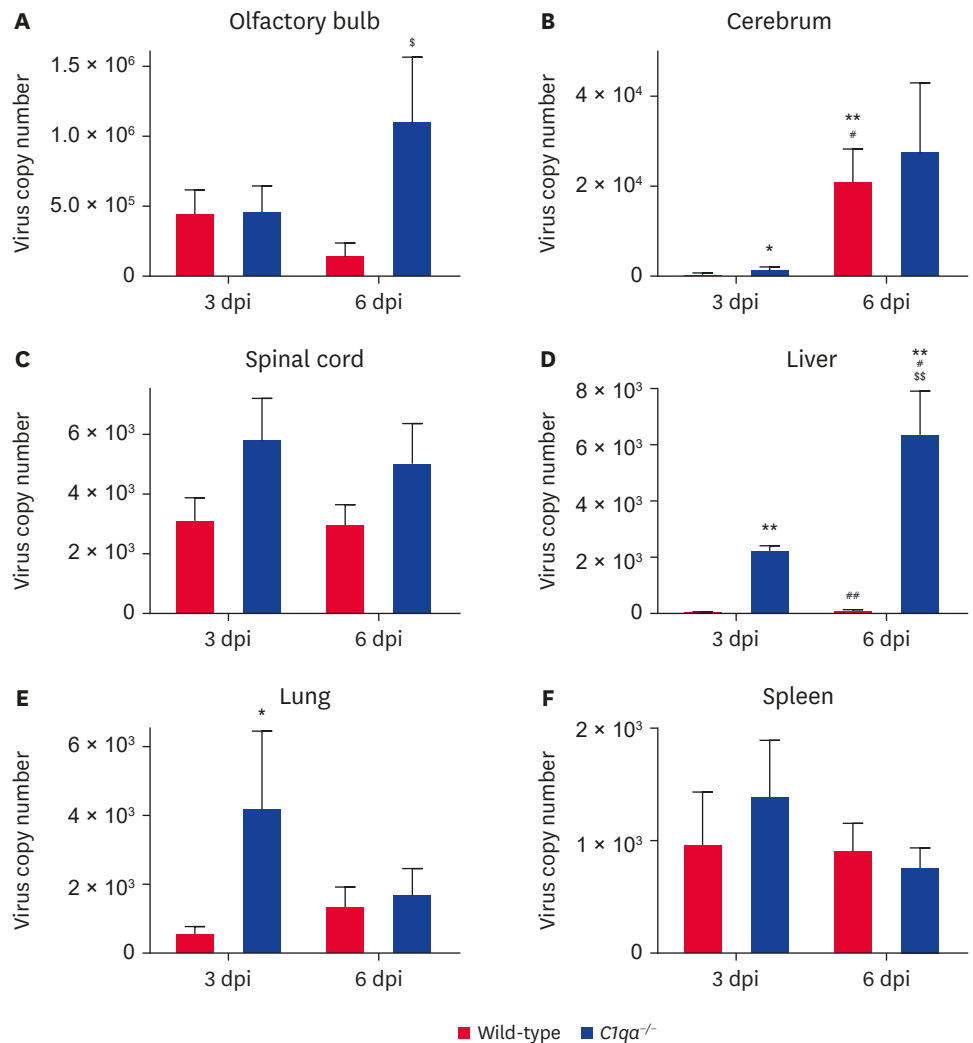 A
Olfactory bulb
Virus copy number
1.5 × 10⁶
1.0 × 10⁶
5.0 × 10⁵
0
$
3 dpi
6 dpi
B
Cerebrum
Virus copy number
4 × 10⁴
2 × 10⁴
0
*
**
#
3 dpi
6 dpi
C
Spinal cord
Virus copy number
6 × 10³
4 × 10³
2 × 10³
0
3 dpi
6 dpi
D
Liver
Virus copy number
8 × 10³
6 × 10³
4 × 10³
2 × 10³
0
**
##
**
#
$$
3 dpi
6 dpi
E
Lung
Virus copy number
6 × 10³
4 × 10³
2 × 10³
0
*
3 dpi
6 dpi
F
Spleen
Virus copy number
2 × 10³
1 × 10³
0
3 dpi
6 dpi
Wild-type
C1qa⁻/⁻